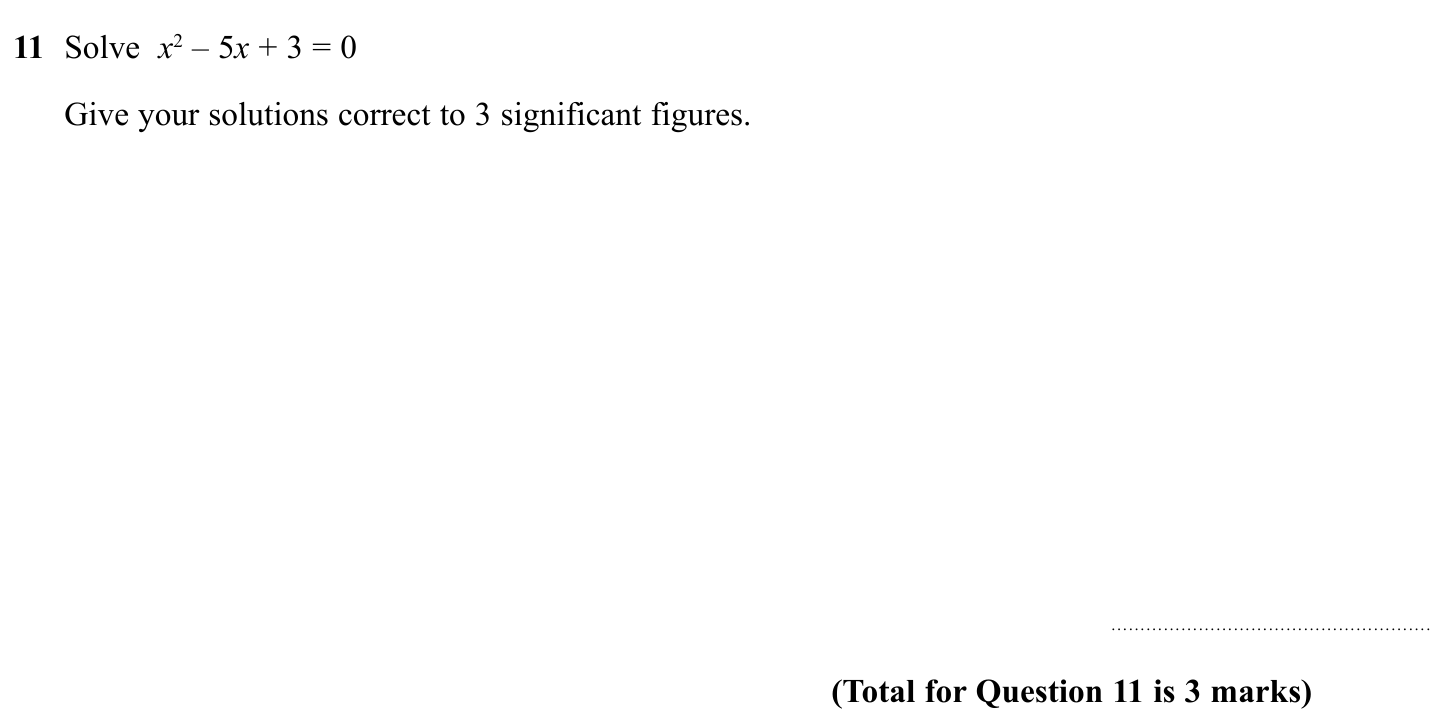 11 Solve x² – 5x + 3 = 0
Give your solutions correct to 3 significant figures.
(Total for Question 11 is 3 marks)